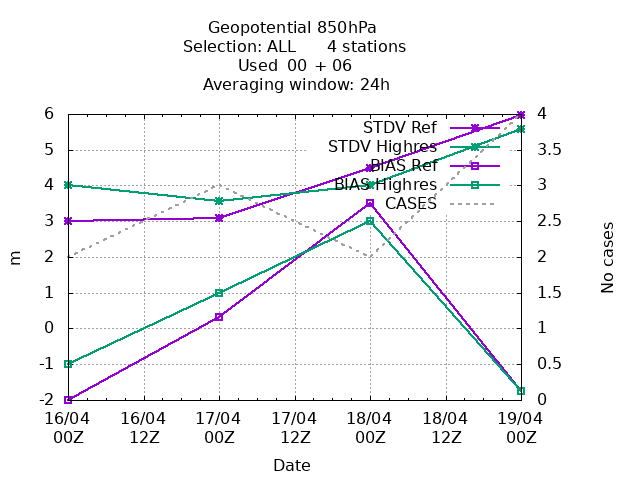 Geopotential 850hPa
Selection: ALL 4 stations
Used 00 + 06
Averaging window: 24h
STDV Ref
STDV Highres
BIAS Ref
BIAS Highres
CASES
6
5
4
3
2
1
0
-1
-2
m
4
3.5
3
2.5
2
1.5
1
0.5
0
No cases
16/04 16/04 17/04 17/04 18/04 18/04 19/04
00Z 12Z 00Z 12Z 00Z 12Z 00Z
Date